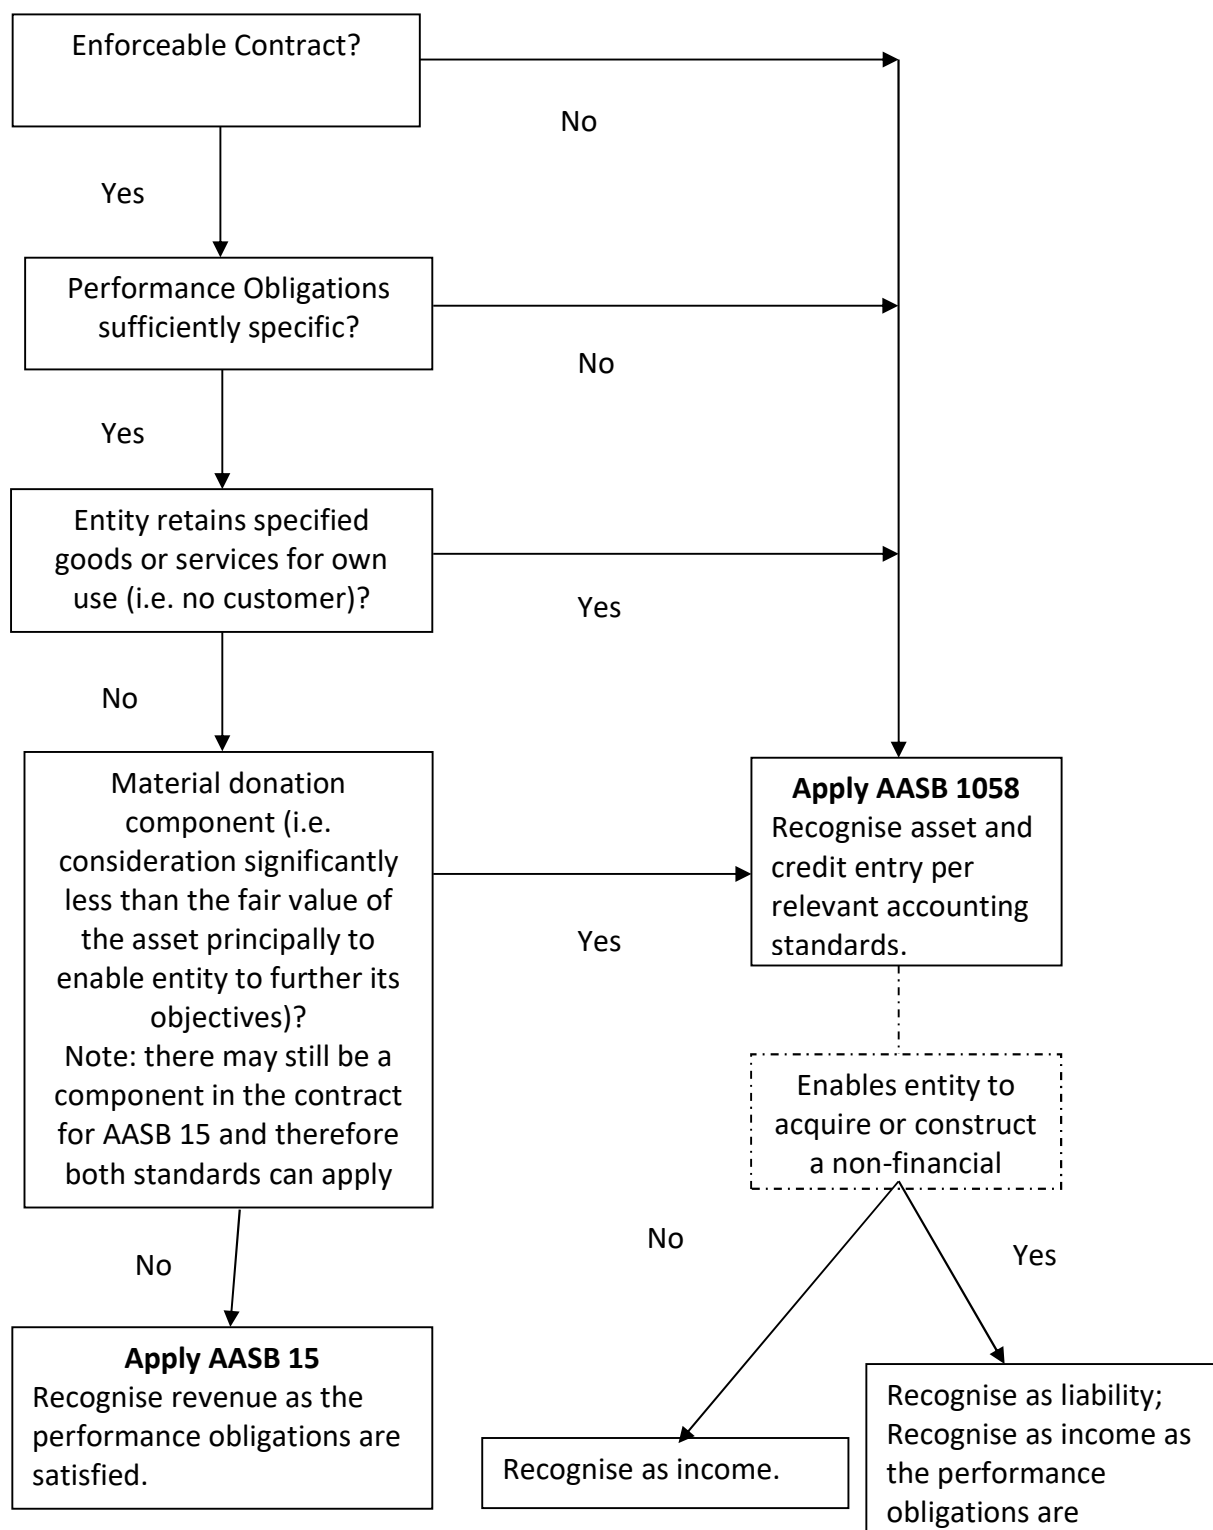 Enforceable Contract?
No
Yes
Performance Obligations
sufficiently specific?
No
Yes
Entity retains specified
goods or services for own
use (i.e. no customer)?
Yes
No
Material donation
component (i.e.
consideration significantly
less than the fair value of
the asset principally to
enable entity to further its
objectives)?
Note: there may still be a
component in the contract
for AASB 15 and therefore
both standards can apply
Yes
Apply AASB 1058
Recognise asset and
credit entry per
relevant accounting
standards.
Enables entity to
acquire or construct
a non-financial
No
Yes
No
Apply AASB 15
Recognise revenue as the
performance obligations are
satisfied.
Recognise as income.
Recognise as liability;
Recognise as income as
the performance
obligations are